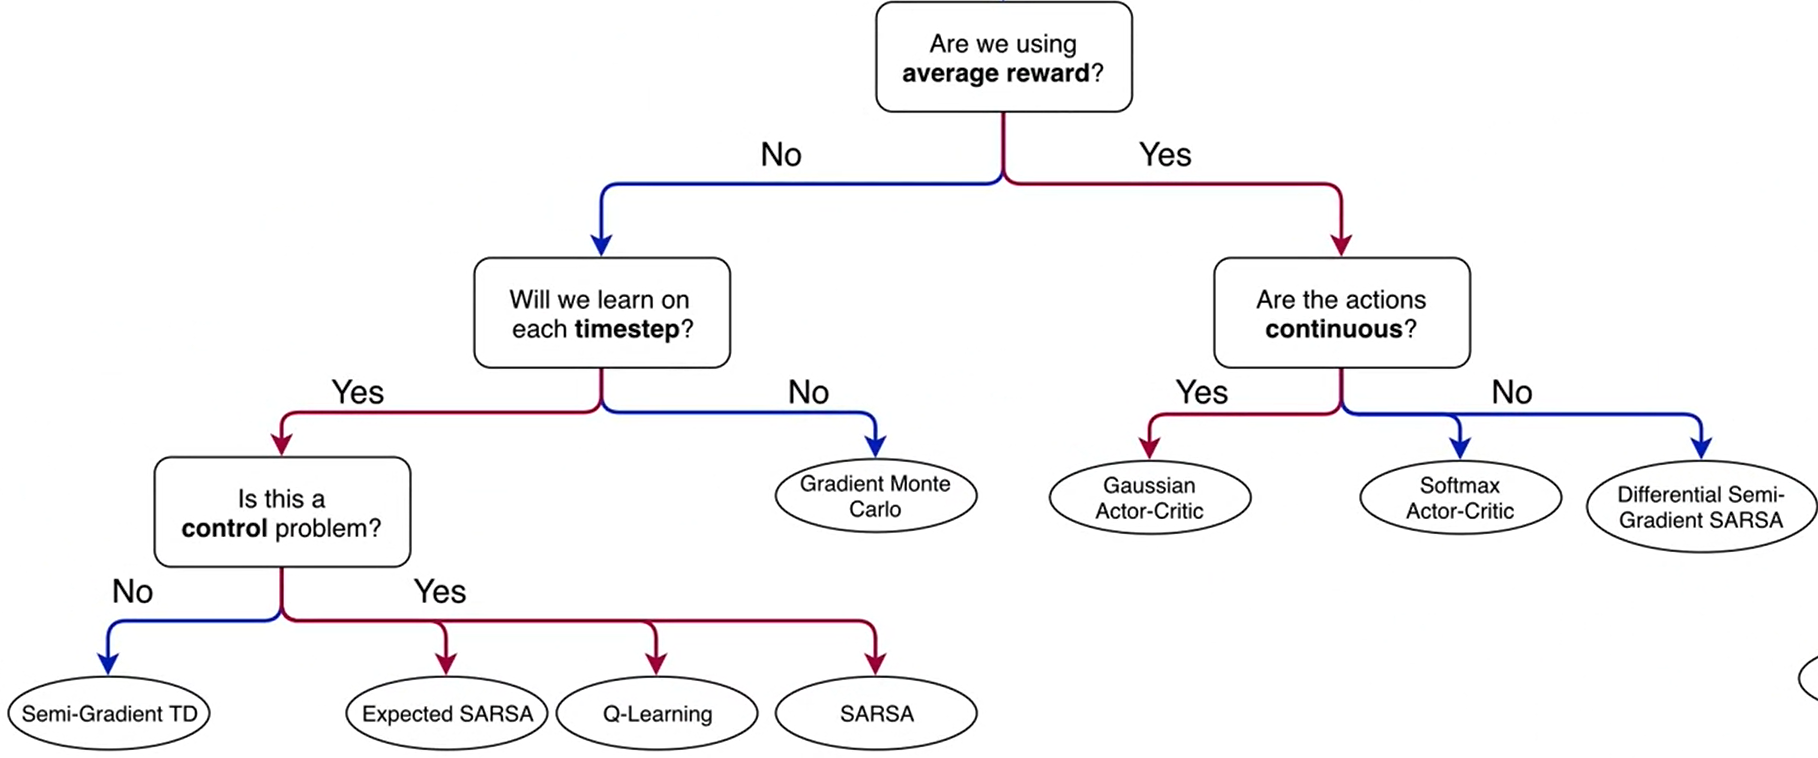 Are we using
average reward?
No
Yes
Will we learn on
each timestep?
Are the actions
continuous?
Yes
No
Yes
No
Is this a
control problem?
Gradient Monte
Carlo
Gaussian
Actor-Critic
Softmax
Actor-Critic
Differential Semi-
Gradient SARSA
No
Yes
Semi-Gradient TD
Expected SARSA
Q-Learning
SARSA